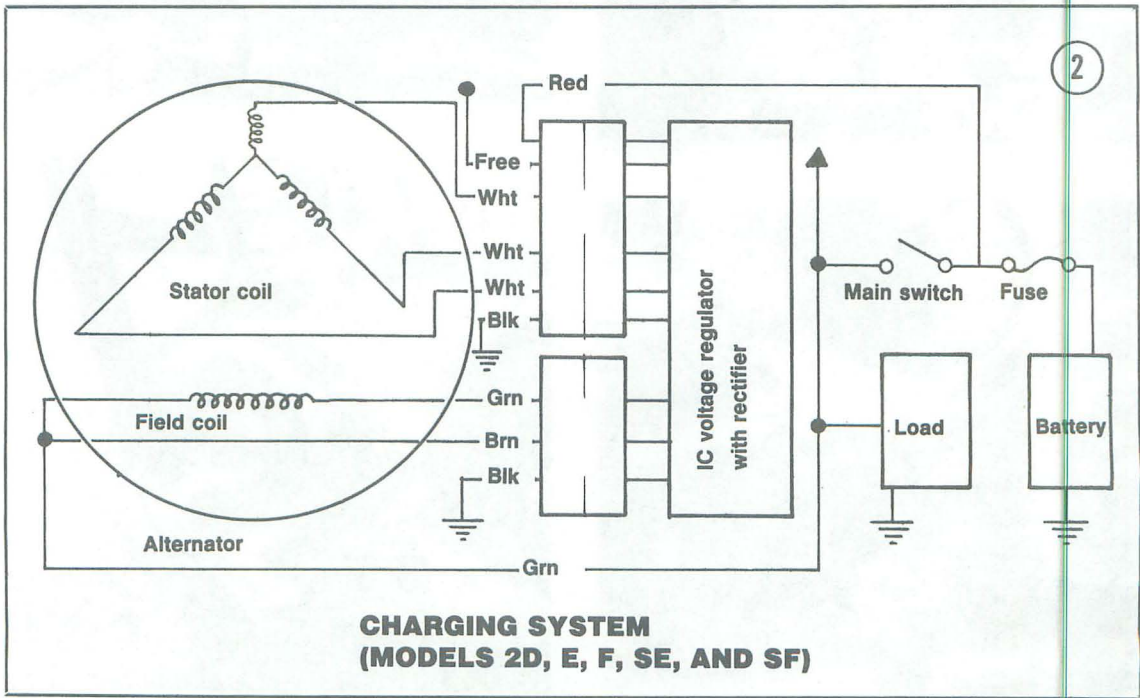 2
Red
Free
Wht
Wht
Wht
Blk
Stator coil
Grn
Field coil
Brn
Blk
Alternator
Grn
IC voltage regulator
with rectifier
Main switch
Fuse
Load
Battery
CHARGING SYSTEM
(MODELS 2D, E, F, SE, AND SF)